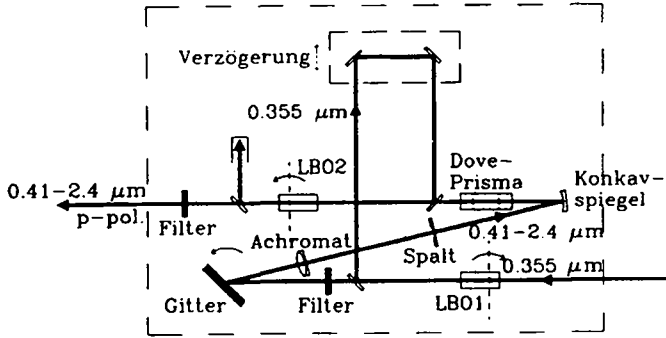 Verzögerung
0.355 μm
LBO2
Dove-
Prisma
Konkav-
spiegel
0.41-2.4 μm
p-pol.
Filter
Achromat
Spalt
0.41-2.4 μm
0.355 μm
Gitter
Filter
LBO1